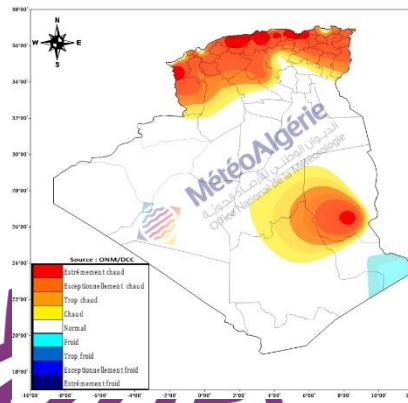 38°00'
36°00'
34°00'
32°00'
30°00'
28°00'
26°00'
24°00'
22°00'
20°00'
18°00'
N
W E
S
MétéoAlgérie
الديوان الوطني للأرصاد الجوية
Office National de la Météorologie
Source : ONM/DCC
Extrêmement chaud
Exceptionnellement chaud
Trop chaud
Chaud
Normal
Froid
Trop froid
Exceptionnellement froid
Extrêmement froid
-10°00' -8°00' -6°00' -4°00' -2°00' 0°00' 2°00' 4°00' 6°00' 8°00' 10°00'